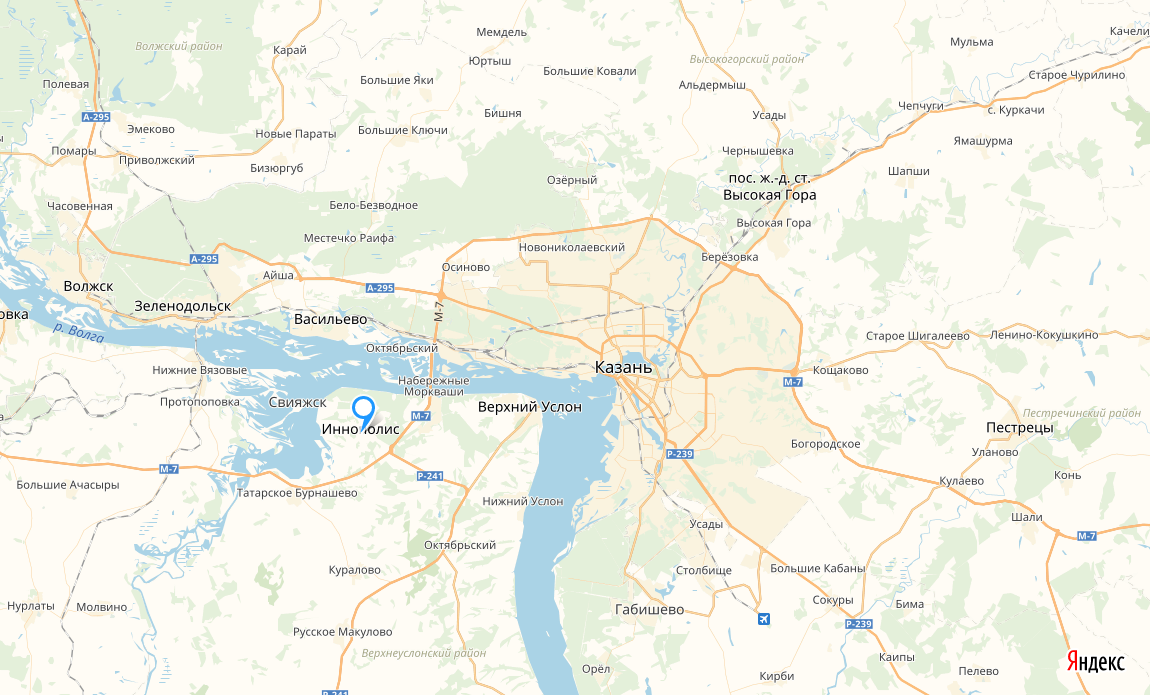 Мемдель
Качели
Волжский район
Карай
Мульма
Юртыш
Высокогорский район
Большие Ковали
Старое Чурилино
Полевая
Большие Яки
Альдермыш
Чепчуги
с. Куркачи
А-295
Бишня
Усады
Эмеково
Новые Параты
Большие Ключи
Ямашурма
Помары
Приволжский
Чернышевка
Бизюргуб
Озёрный
Шапши
пос. ж.-д. ст.
Высокая Гора
Часовенная
Бело-Безводное
Высокая Гора
Местечко Раифа
Новониколаевский
А-295
Осиново
Берёзовка
Айша
Волжск
А-295
Зеленодольск
М-7
овка
Васильево
р. Волга
Старое Шигалеево
Ленино-Кокушкино
Октябрьский
Нижние Вязовые
Казань
Кощаково
Набережные
Моркваши
М-7
Протопоповка
Свияжск
Верхний Услон
М-7
Пестречинский район
Иннополис
Пестрецы
Богородское
Р-239
Улановo
М-7
Р-241
Конь
Большие Ачасыры
Татарское Бурнашево
Кулаево
Нижний Услон
Шали
Усады
М-7
Октябрьский
Куралово
Столбище
Большие Кабаны
Нурлаты
Молвино
Габишево
Сокуры
Бима
Р-239
Русское Макулово
Верхнеуслонский район
Каипы
Яндекс
Орёл
Кирби
Пелево
Р-241